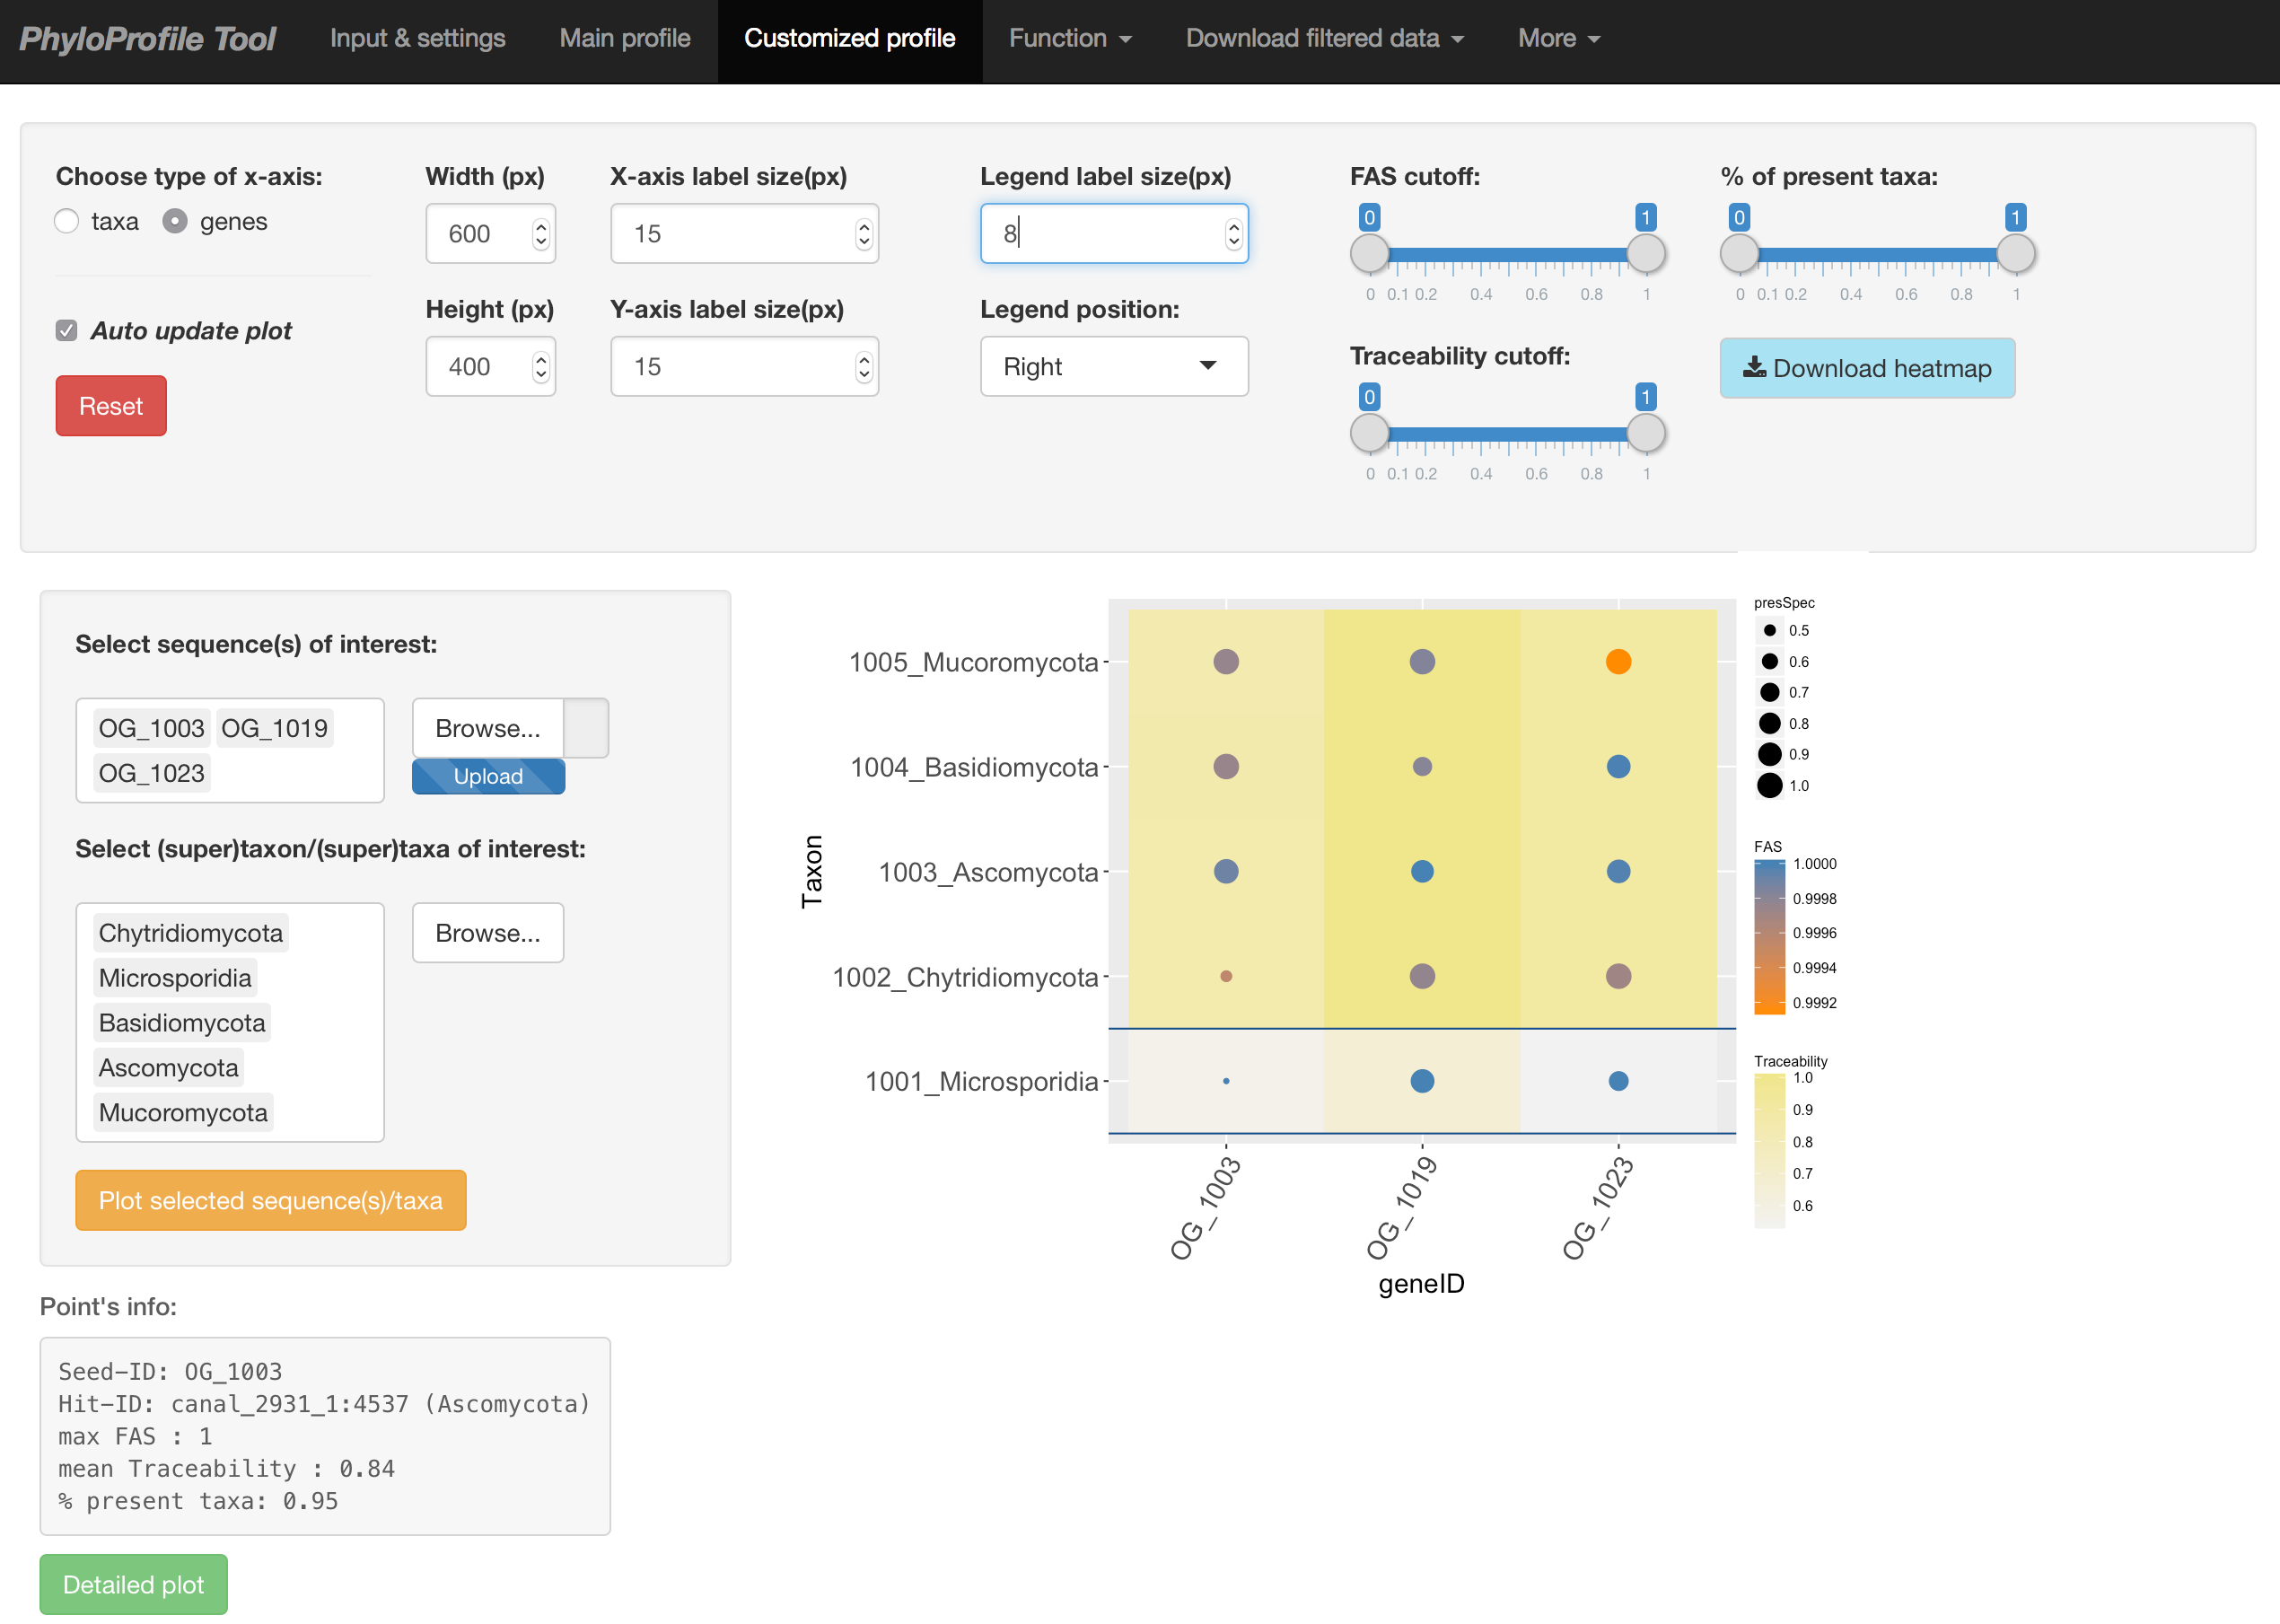 PhyloProfile Tool Input & settings Main profile Customized profile Function Download filtered data More
Choose type of x-axis:
taxa genes
Auto update plot
Reset
Width (px)
600
Height (px)
400
X-axis label size(px)
15
Y-axis label size(px)
15
Legend label size(px)
8
Legend position:
Right
FAS cutoff:
0 1
0 0.1 0.2 0.4 0.6 0.8 1
Traceability cutoff:
0 1
0 0.1 0.2 0.4 0.6 0.8 1
% of present taxa:
0 1
0 0.1 0.2 0.4 0.6 0.8 1
Download heatmap
Select sequence(s) of interest:
OG_1003 OG_1019
OG_1023
Browse...
Upload
Select (super)taxon/(super)taxa of interest:
Chytridiomycota
Microsporidia
Basidiomycota
Ascomycota
Mucoromycota
Browse...
Plot selected sequence(s)/taxa
Point's info:
Seed-ID: OG_1003
Hit-ID: canal_2931_1:4537 (Ascomycota)
max FAS : 1
mean Traceability : 0.84
% present taxa: 0.95
Detailed plot
Taxon
1005_Mucoromycota
1004_Basidiomycota
1003_Ascomycota
1002_Chytridiomycota
1001_Microsporidia
OG_1003 OG_1019 OG_1023
geneID
presSpec
0.5
0.6
0.7
0.8
0.9
1.0
FAS
1.0000
0.9998
0.9996
0.9994
0.9992
Traceability
1.0
0.9
0.8
0.7
0.6